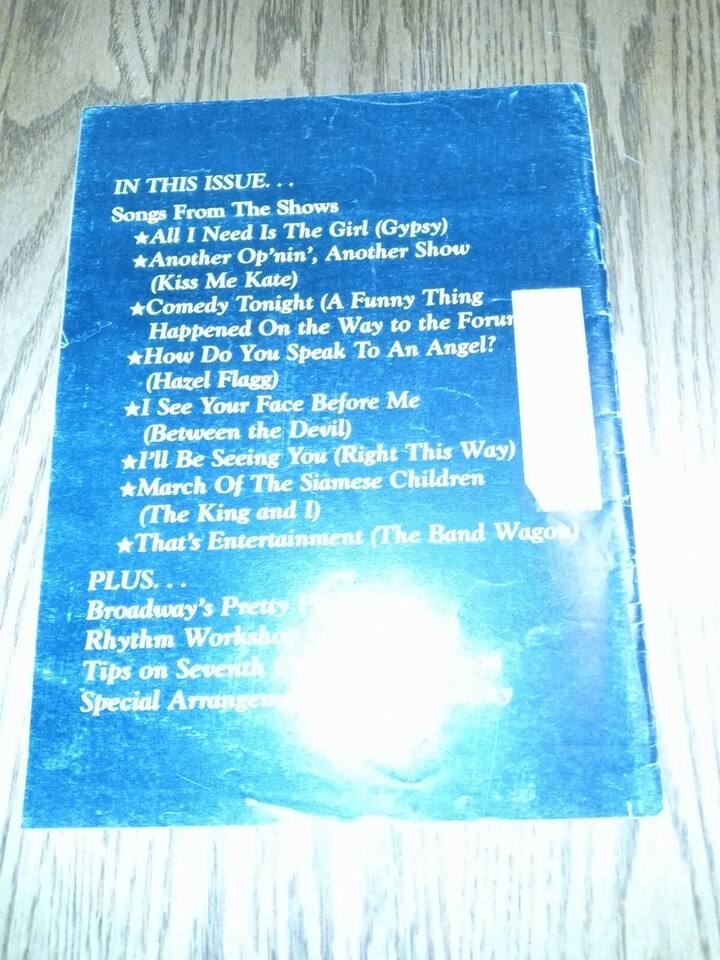 IN THIS ISSUE. . .
Songs From The Shows
★All I Need Is The Girl (Gypsy)
★Another Op'nin', Another Show
(Kiss Me Kate)
★Comedy Tonight (A Funny Thing
Happened On the Way to the
★How Do You Speak To An Angel?
(Hazel Flagg)
★I See Your Face Before Me
(Between the Devil)
★I'll Be Seeing You (Right This Way)
★March Of The Siamese Children
(The King and I)
★That's Entertainment (The Band Wagon)
PLUS. . .
Broadway's Pretty
Rhythm
Tips on Seventh
Special